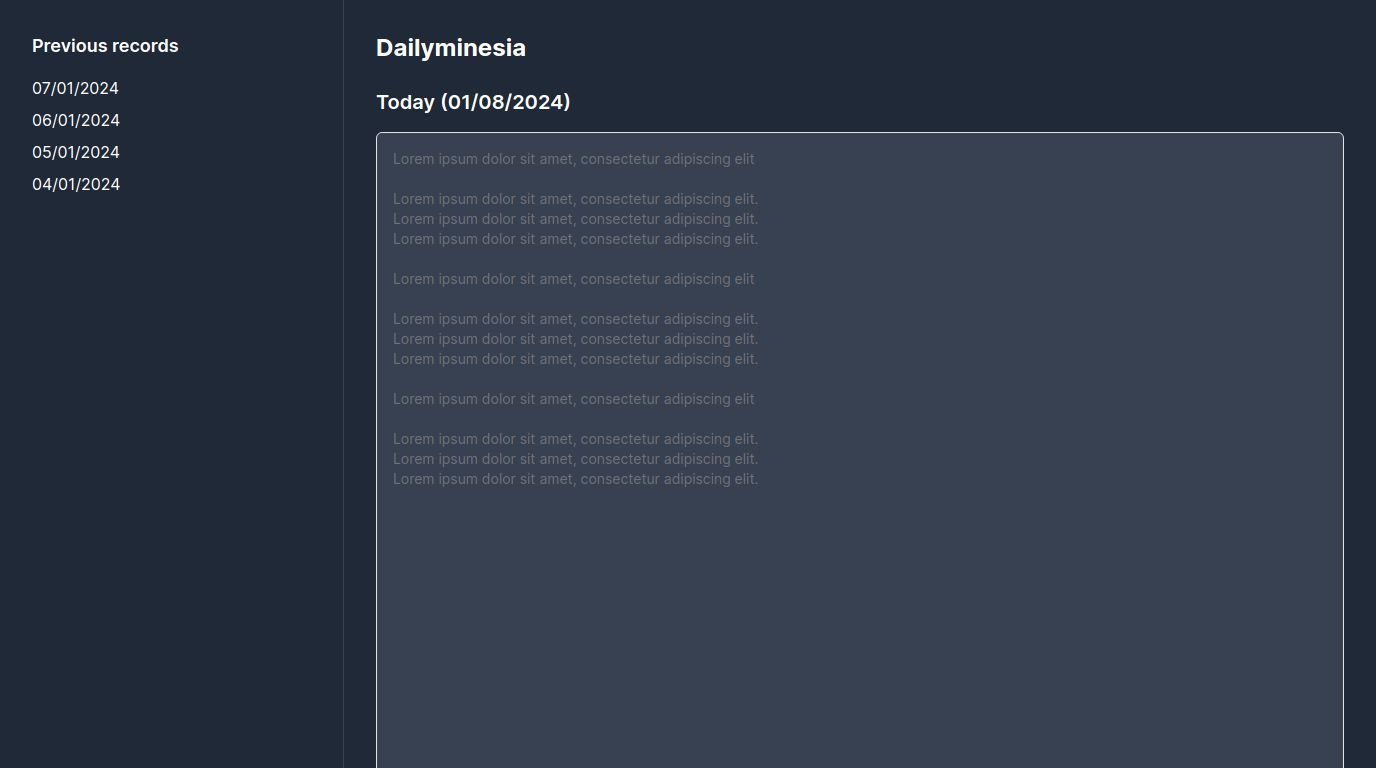 Previous records
07/01/2024
06/01/2024
05/01/2024
04/01/2024
Dailyminesia
Today (01/08/2024)
Lorem ipsum dolor sit amet, consectetur adipiscing elit
Lorem ipsum dolor sit amet, consectetur adipiscing elit.
Lorem ipsum dolor sit amet, consectetur adipiscing elit.
Lorem ipsum dolor sit amet, consectetur adipiscing elit.
Lorem ipsum dolor sit amet, consectetur adipiscing elit
Lorem ipsum dolor sit amet, consectetur adipiscing elit.
Lorem ipsum dolor sit amet, consectetur adipiscing elit.
Lorem ipsum dolor sit amet, consectetur adipiscing elit.
Lorem ipsum dolor sit amet, consectetur adipiscing elit
Lorem ipsum dolor sit amet, consectetur adipiscing elit.
Lorem ipsum dolor sit amet, consectetur adipiscing elit.
Lorem ipsum dolor sit amet, consectetur adipiscing elit.